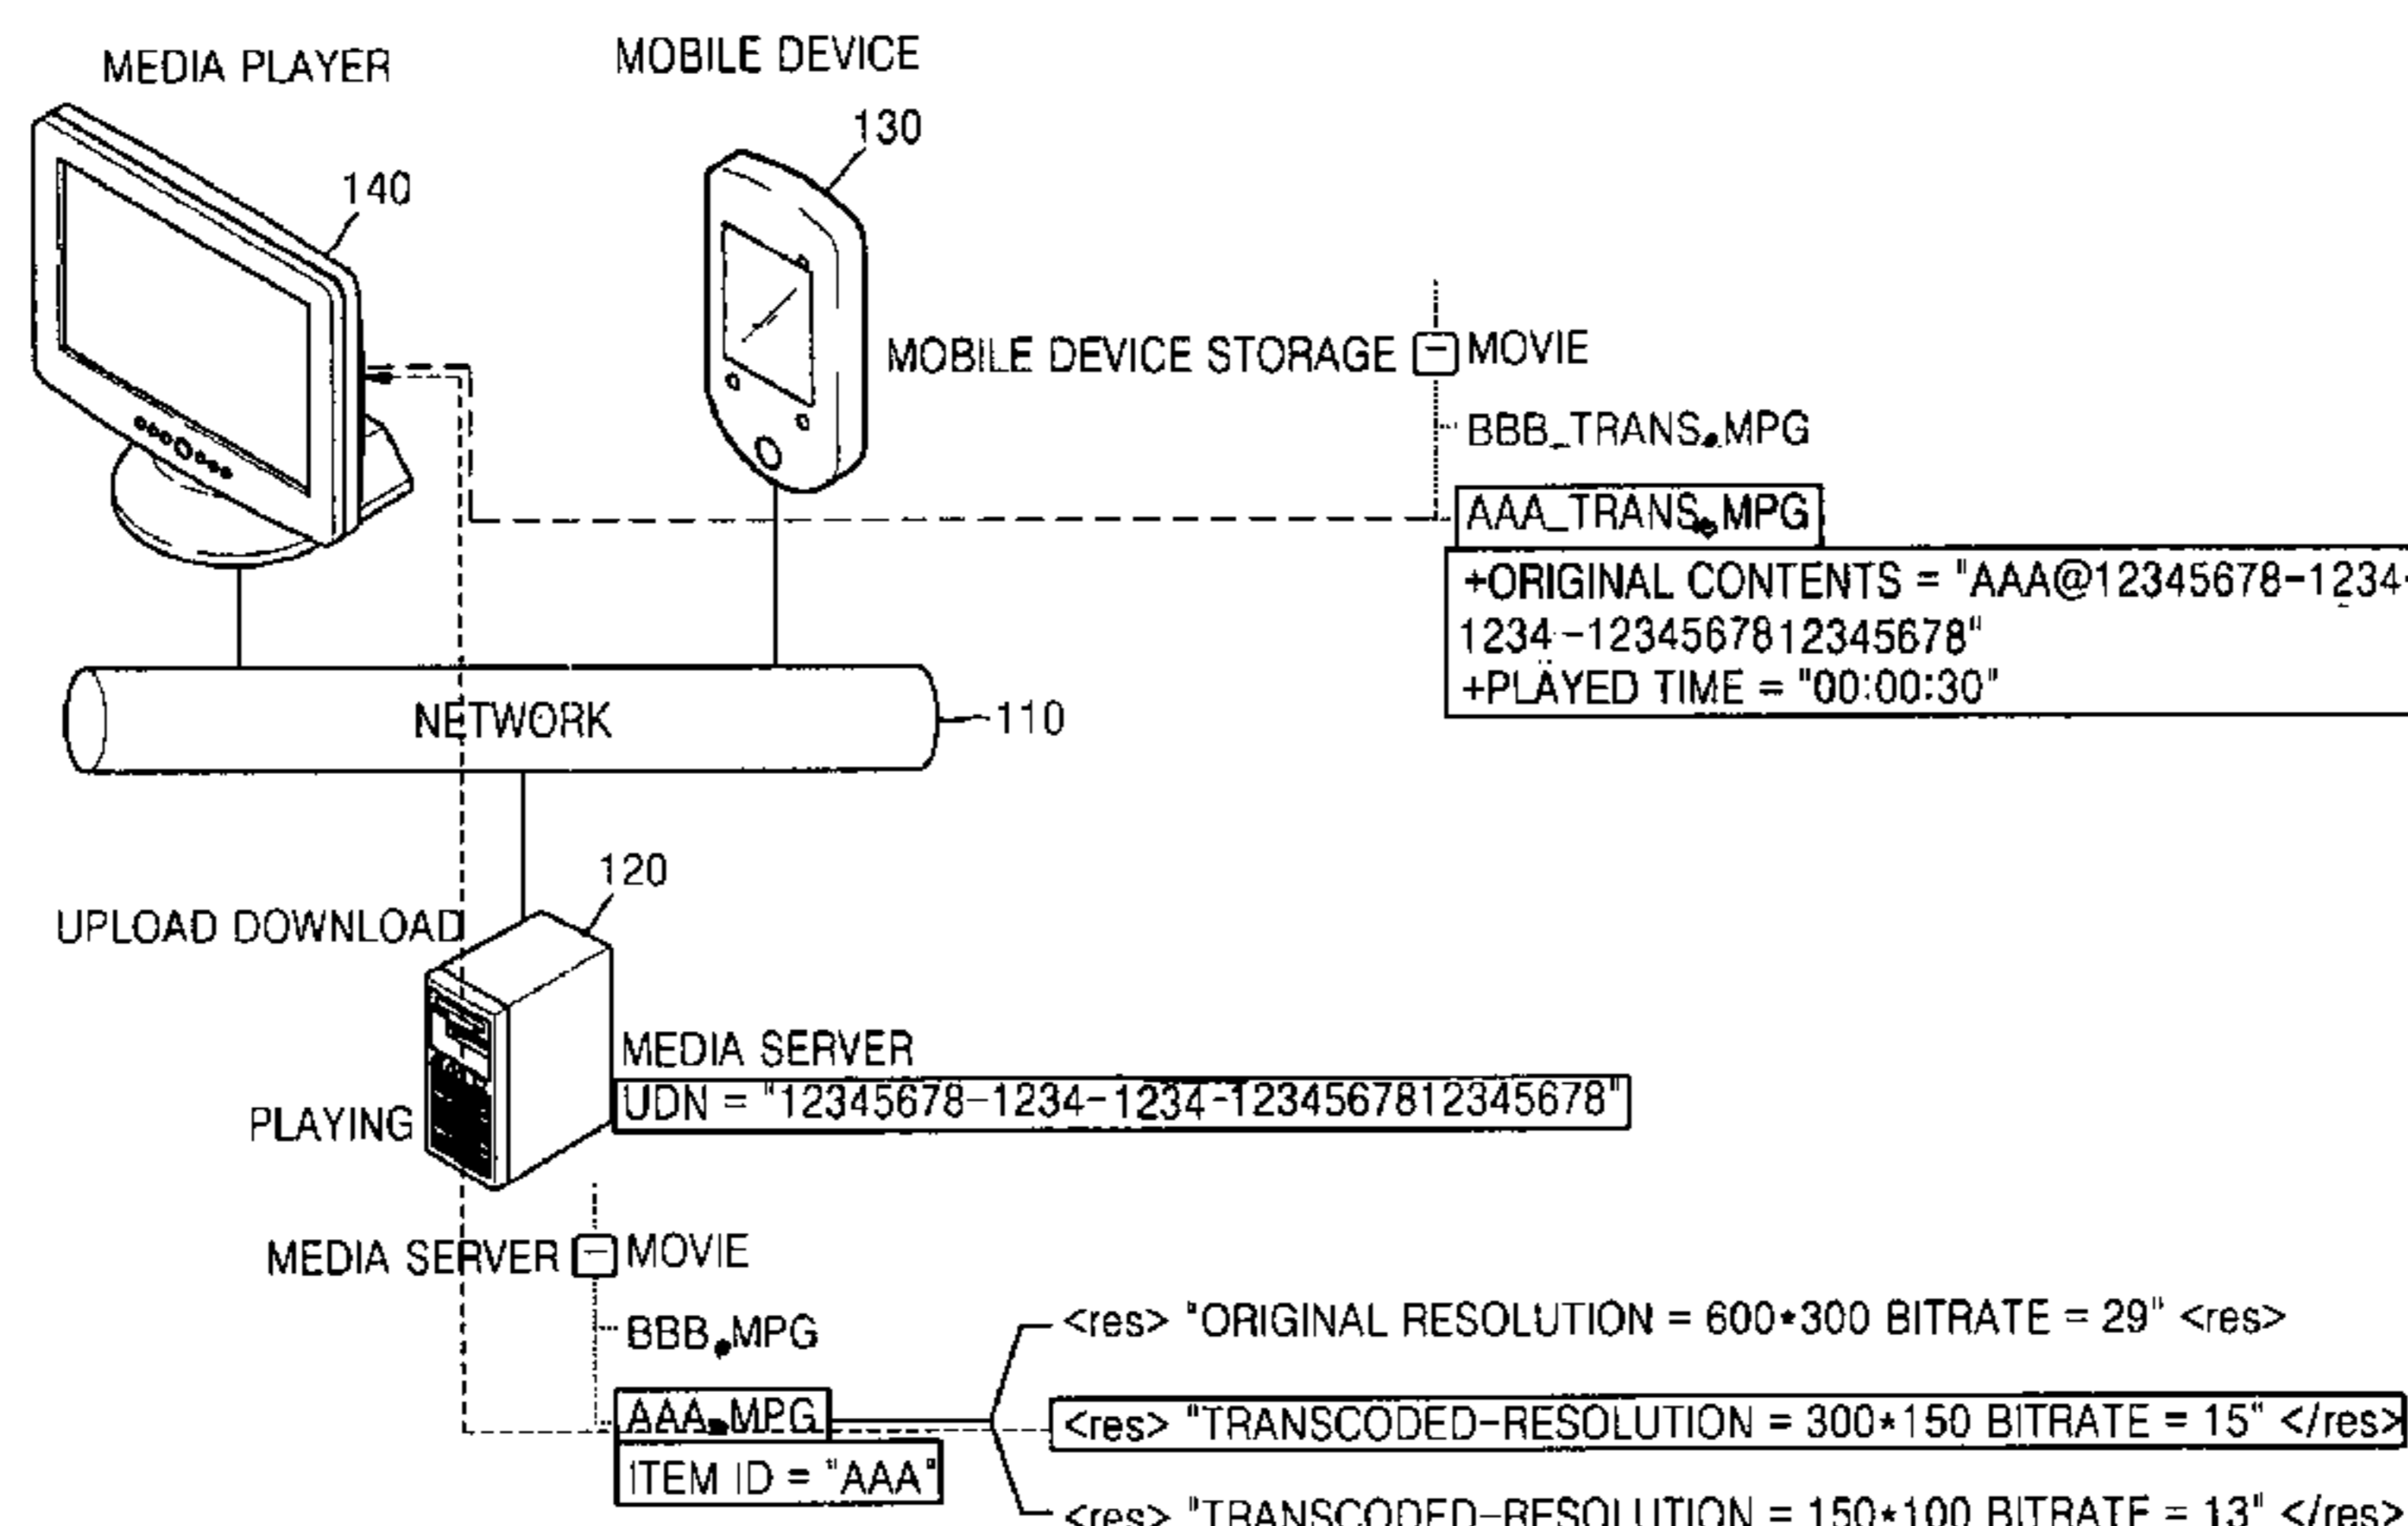 MEDIA PLAYER
MOBILE DEVICE
130
140
MOBILE DEVICE STORAGE
- MOVIE
BBB_TRANS.MPG
AAA_TRANS.MPG
+ORIGINAL CONTENTS = "AAA@12345678-1234-
1234-1234567812345678"
+PLAYED TIME = "00:00:30"
NETWORK
110
120
UPLOAD DOWNLOAD
MEDIA SERVER
UDN = "12345678-1234-1234-1234567812345678"
PLAYING
MEDIA SERVER
- MOVIE
BBB.MPG
<res> "ORIGINAL RESOLUTION = 600*300 BITRATE = 29" <res>
AAA.MPG
<res> "TRANSCODED-RESOLUTION = 300*150 BITRATE = 15" </res>
ITEM ID = "AAA"
<res> "TRANSCODED-RESOLUTION = 150*100 BITRATE = 13" </res>